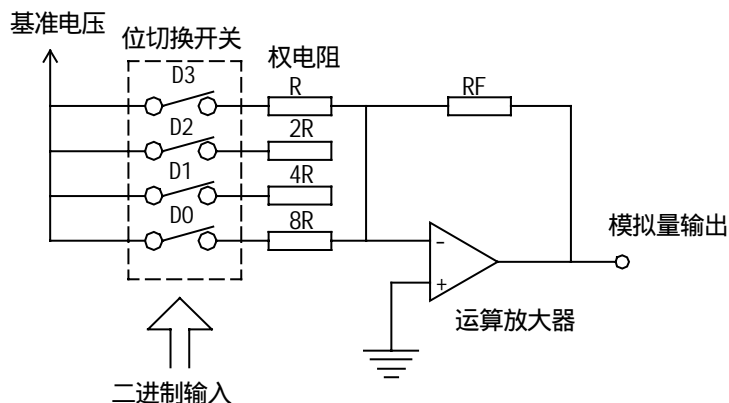 基准电压
位切换开关
权电阻
D3
R
RF
D2
2R
D1
4R
D0
8R
-
+
模拟量输出
运算放大器
二进制输入